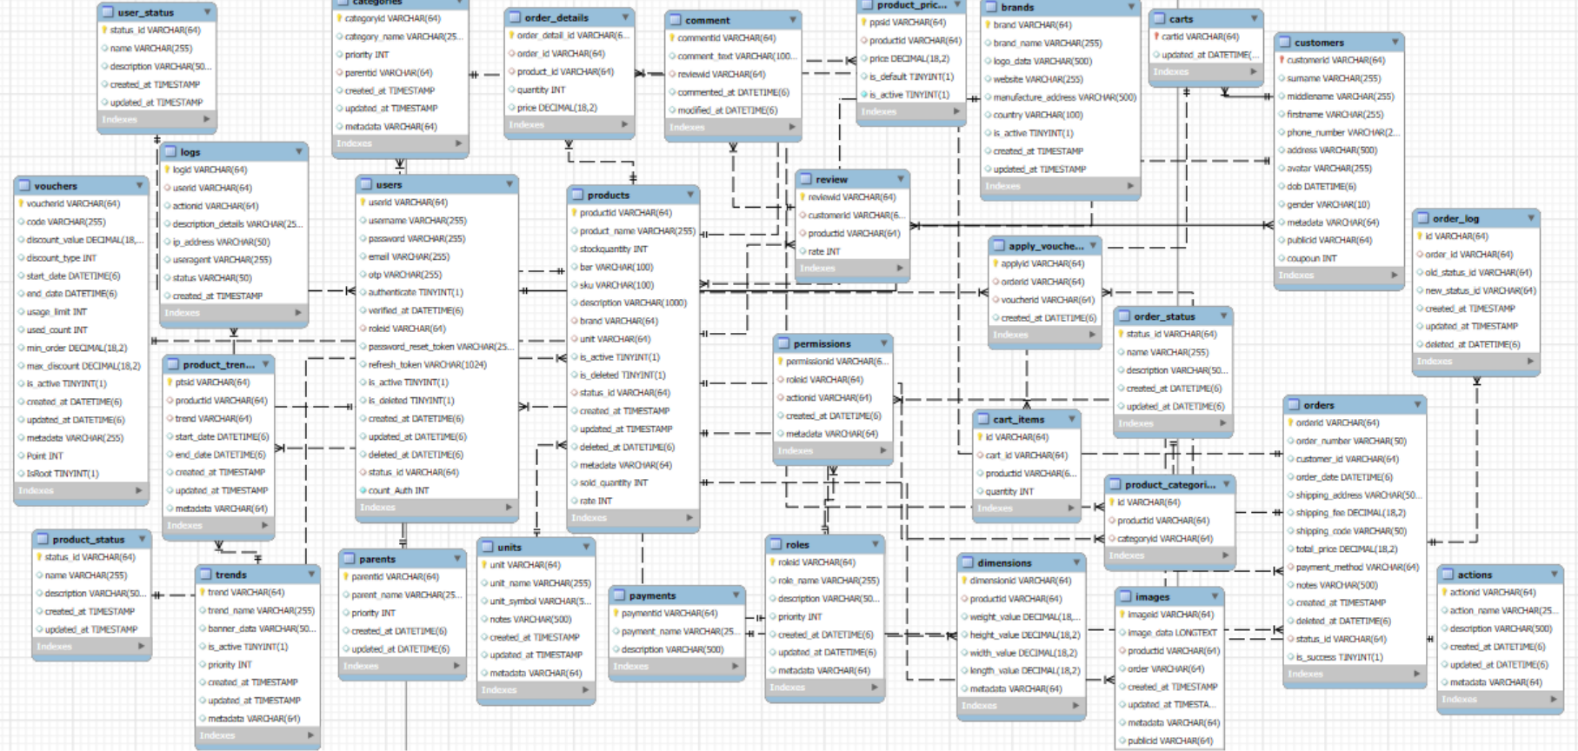 user_status
status_id VARCHAR(64)
name VARCHAR(255)
description VARCHAR(50...
created_at TIMESTAMP
updated_at TIMESTAMP
Indexes
categories
categoryid VARCHAR(64)
category_name VARCHAR(25...
priority INT
parentid VARCHAR(64)
created_at TIMESTAMP
updated_at TIMESTAMP
metadata VARCHAR(64)
Indexes
order_details
order_detail_id VARCHAR(6...
order_id VARCHAR(64)
product_id VARCHAR(64)
quantity INT
price DECIMAL(18,2)
Indexes
comment
commentid VARCHAR(64)
comment_text VARCHAR(100...
reviewid VARCHAR(64)
commented_at DATETIME(6)
modified_at DATETIME(6)
Indexes
product_pric...
ppsid VARCHAR(64)
productid VARCHAR(64)
price DECIMAL(18,2)
is_default TINYINT(1)
is_active TINYINT(1)
Indexes
brands
brand VARCHAR(64)
brand_name VARCHAR(255)
logo_data VARCHAR(500)
website VARCHAR(255)
manufacture_address VARCHAR(500)
country VARCHAR(100)
is_active TINYINT(1)
created_at TIMESTAMP
updated_at TIMESTAMP
Indexes
carts
cartid VARCHAR(64)
updated_at DATETIME(...
Indexes
customers
customerid VARCHAR(64)
surname VARCHAR(255)
middlename VARCHAR(255)
firstname VARCHAR(255)
phone_number VARCHAR(2...
address VARCHAR(500)
avatar VARCHAR(255)
dob DATETIME(6)
gender VARCHAR(10)
metadata VARCHAR(64)
publicid VARCHAR(64)
coupoun INT
Indexes
vouchers
voucherid VARCHAR(64)
code VARCHAR(255)
discount_value DECIMAL(18,...
discount_type INT
start_date DATETIME(6)
end_date DATETIME(6)
usage_limit INT
used_count INT
min_order DECIMAL(18,2)
max_discount DECIMAL(18,2)
is_active TINYINT(1)
created_at DATETIME(6)
updated_at DATETIME(6)
metadata VARCHAR(255)
Point INT
IsRoot TINYINT(1)
Indexes
logs
logid VARCHAR(64)
userid VARCHAR(64)
actionid VARCHAR(64)
description_details VARCHAR(25...
ip_address VARCHAR(50)
useragent VARCHAR(255)
status VARCHAR(50)
created_at TIMESTAMP
Indexes
users
userid VARCHAR(64)
username VARCHAR(255)
password VARCHAR(255)
email VARCHAR(255)
otp VARCHAR(255)
authenticate TINYINT(1)
verified_at DATETIME(6)
roleid VARCHAR(64)
password_reset_token VARCHAR(25...
refresh_token VARCHAR(1024)
is_active TINYINT(1)
is_deleted TINYINT(1)
created_at DATETIME(6)
updated_at DATETIME(6)
deleted_at DATETIME(6)
status_id VARCHAR(64)
count_Auth INT
Indexes
products
productid VARCHAR(64)
product_name VARCHAR(255)
stockquantity INT
bar VARCHAR(100)
sku VARCHAR(100)
description VARCHAR(1000)
brand VARCHAR(64)
unit VARCHAR(64)
is_active TINYINT(1)
is_deleted TINYINT(1)
status_id VARCHAR(64)
created_at TIMESTAMP
updated_at TIMESTAMP
deleted_at DATETIME(6)
metadata VARCHAR(64)
sold_quantity INT
rate INT
Indexes
review
reviewid VARCHAR(64)
customerid VARCHAR(6...
productid VARCHAR(64)
rate INT
Indexes
apply_vouche...
applyid VARCHAR(64)
orderid VARCHAR(64)
voucherid VARCHAR(64)
created_at DATETIME(6)
Indexes
order_log
id VARCHAR(64)
order_id VARCHAR(64)
old_status_id VARCHAR(64)
new_status_id VARCHAR(64)
created_at TIMESTAMP
updated_at TIMESTAMP
deleted_at DATETIME(6)
Indexes
order_status
status_id VARCHAR(64)
name VARCHAR(255)
description VARCHAR(50...
created_at DATETIME(6)
updated_at DATETIME(6)
Indexes
product_tren...
ptsid VARCHAR(64)
productid VARCHAR(64)
trend VARCHAR(64)
start_date DATETIME(6)
end_date DATETIME(6)
created_at TIMESTAMP
updated_at TIMESTAMP
metadata VARCHAR(64)
Indexes
permissions
permissionid VARCHAR(6...
roleid VARCHAR(64)
actionid VARCHAR(64)
created_at DATETIME(6)
metadata VARCHAR(64)
Indexes
cart_items
id VARCHAR(64)
cart_id VARCHAR(64)
productid VARCHAR(6...
quantity INT
Indexes
orders
orderid VARCHAR(64)
order_number VARCHAR(50)
customer_id VARCHAR(64)
order_date DATETIME(6)
shipping_address VARCHAR(50...
shipping_fee DECIMAL(18,2)
shipping_code VARCHAR(50)
total_price DECIMAL(18,2)
payment_method VARCHAR(64)
notes VARCHAR(500)
created_at TIMESTAMP
deleted_at DATETIME(6)
status_id VARCHAR(64)
is_success TINYINT(1)
Indexes
product_categori...
id VARCHAR(64)
productid VARCHAR(64)
categoryid VARCHAR(64)
Indexes
product_status
status_id VARCHAR(64)
name VARCHAR(255)
description VARCHAR(50...
created_at TIMESTAMP
updated_at TIMESTAMP
Indexes
trends
trend VARCHAR(64)
trend_name VARCHAR(255)
banner_data VARCHAR(50...
is_active TINYINT(1)
priority INT
created_at TIMESTAMP
updated_at TIMESTAMP
metadata VARCHAR(64)
Indexes
parents
parentid VARCHAR(64)
parent_name VARCHAR(25...
priority INT
created_at DATETIME(6)
updated_at DATETIME(6)
Indexes
units
unit VARCHAR(64)
unit_name VARCHAR(255)
unit_symbol VARCHAR(5...
notes VARCHAR(500)
created_at TIMESTAMP
updated_at TIMESTAMP
metadata VARCHAR(64)
Indexes
payments
paymentid VARCHAR(64)
payment_name VARCHAR(25...
description VARCHAR(500)
Indexes
roles
roleid VARCHAR(64)
role_name VARCHAR(255)
description VARCHAR(50...
priority INT
created_at DATETIME(6)
updated_at DATETIME(6)
metadata VARCHAR(64)
Indexes
dimensions
dimensionid VARCHAR(64)
productid VARCHAR(64)
weight_value DECIMAL(18,...
height_value DECIMAL(18,2)
width_value DECIMAL(18,2)
length_value DECIMAL(18,2)
metadata VARCHAR(64)
Indexes
images
imageid VARCHAR(64)
image_data LONGTEXT
productid VARCHAR(64)
order VARCHAR(64)
created_at TIMESTAMP
updated_at TIMESTA...
metadata VARCHAR(64)
publicid VARCHAR(64)
actions
actionid VARCHAR(64)
action_name VARCHAR(25...
description VARCHAR(500)
created_at DATETIME(6)
updated_at DATETIME(6)
metadata VARCHAR(64)
Indexes